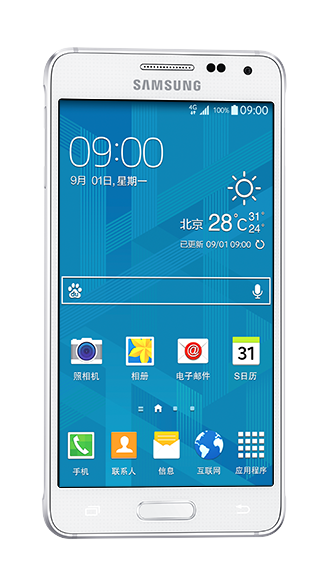 SAMSUNG
4G 100% 09:00
09:00
9月 01日,星期一
北京 28°C 31° 24°
已更新 09/01 09:00
31
照相机 相册 电子邮件 S日历
手机 联系人 信息 互联网 应用程序